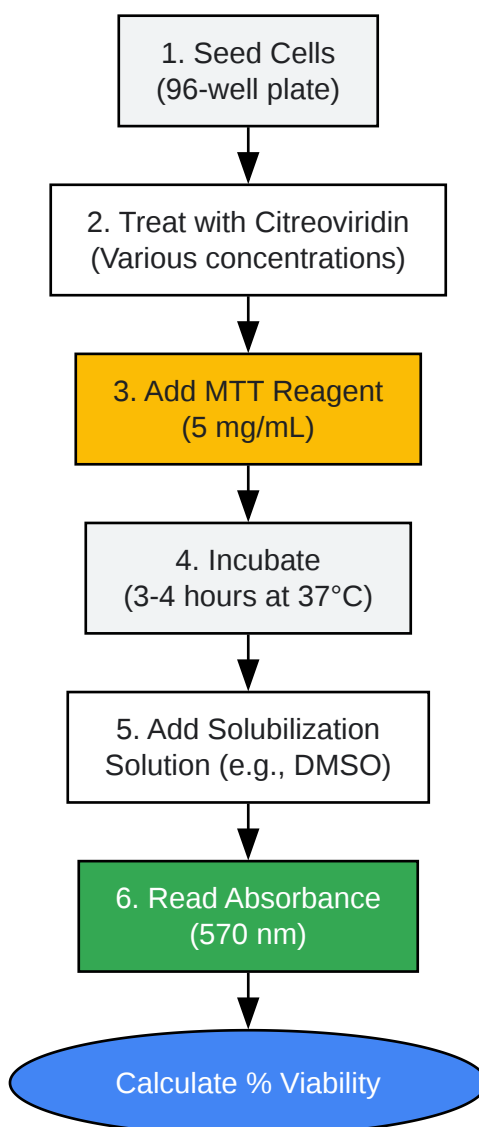 1. Seed Cells
(96-well plate)
2. Treat with Citreoviridin
(Various concentrations)
3. Add MTT Reagent
(5 mg/mL)
4. Incubate
(3-4 hours at 37°C)
5. Add Solubilization
Solution (e.g., DMSO)
6. Read Absorbance
(570 nm)
Calculate % Viability